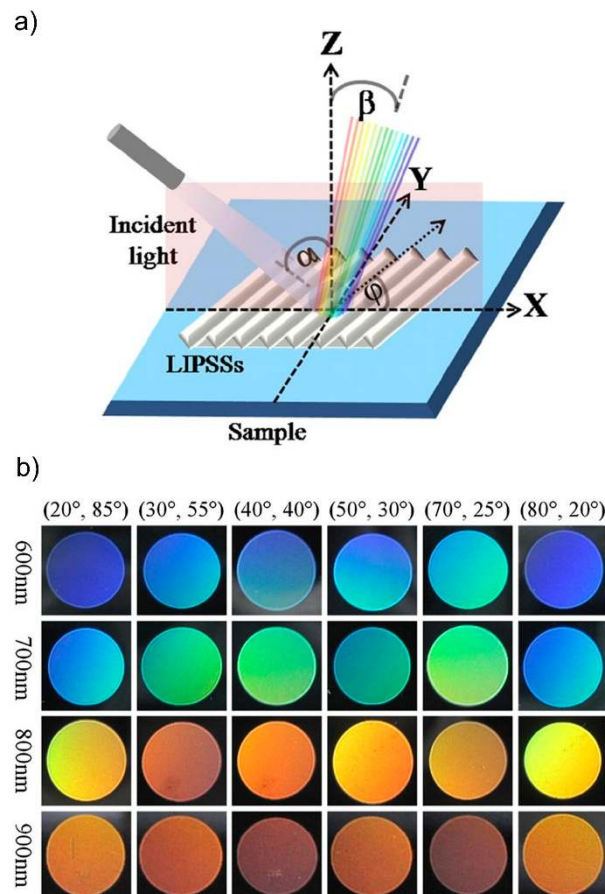 a)
Z
β
Y
Incident
light
α
φ
X
LIPSSs
Sample
b)
(20°, 85°) (30°, 55°) (40°, 40°) (50°, 30°) (70°, 25°) (80°, 20°)
600nm
700nm
800nm
900nm